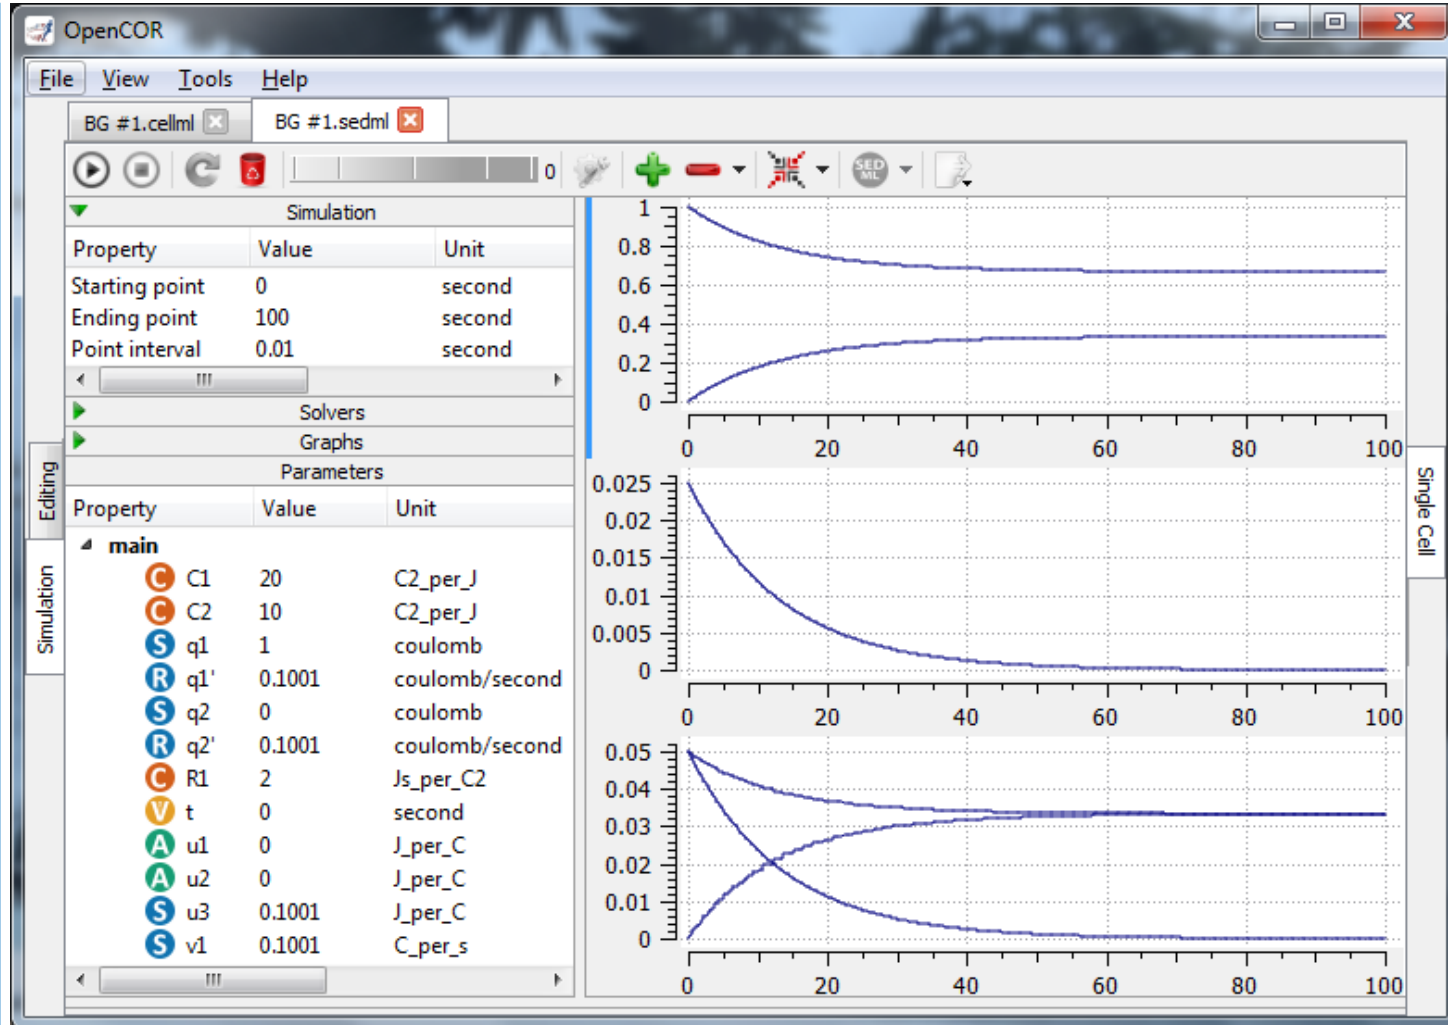 OpenCOR
File View Tools Help
BG #1.cellml BG #1.sedml
0 SED ML
Simulation
Property Value Unit
Starting point 0 second
Ending point 100 second
Point interval 0.01 second
Solvers
Graphs
Parameters
Property Value Unit
main
C C1 20 C2_per_J
C C2 10 C2_per_J
S q1 1 coulomb
R q1' 0.1001 coulomb/second
S q2 0 coulomb
R q2' 0.1001 coulomb/second
C R1 2 Js_per_C2
V t 0 second
A u1 0 J_per_C
A u2 0 J_per_C
S u3 0.1001 J_per_C
S v1 0.1001 C_per_s
Editing
Simulation
1
0.8
0.6
0.4
0.2
0
0 20 40 60 80 100
0.025
0.02
0.015
0.01
0.005
0
0 20 40 60 80 100
0.05
0.04
0.03
0.02
0.01
0
0 20 40 60 80 100
Single Cell